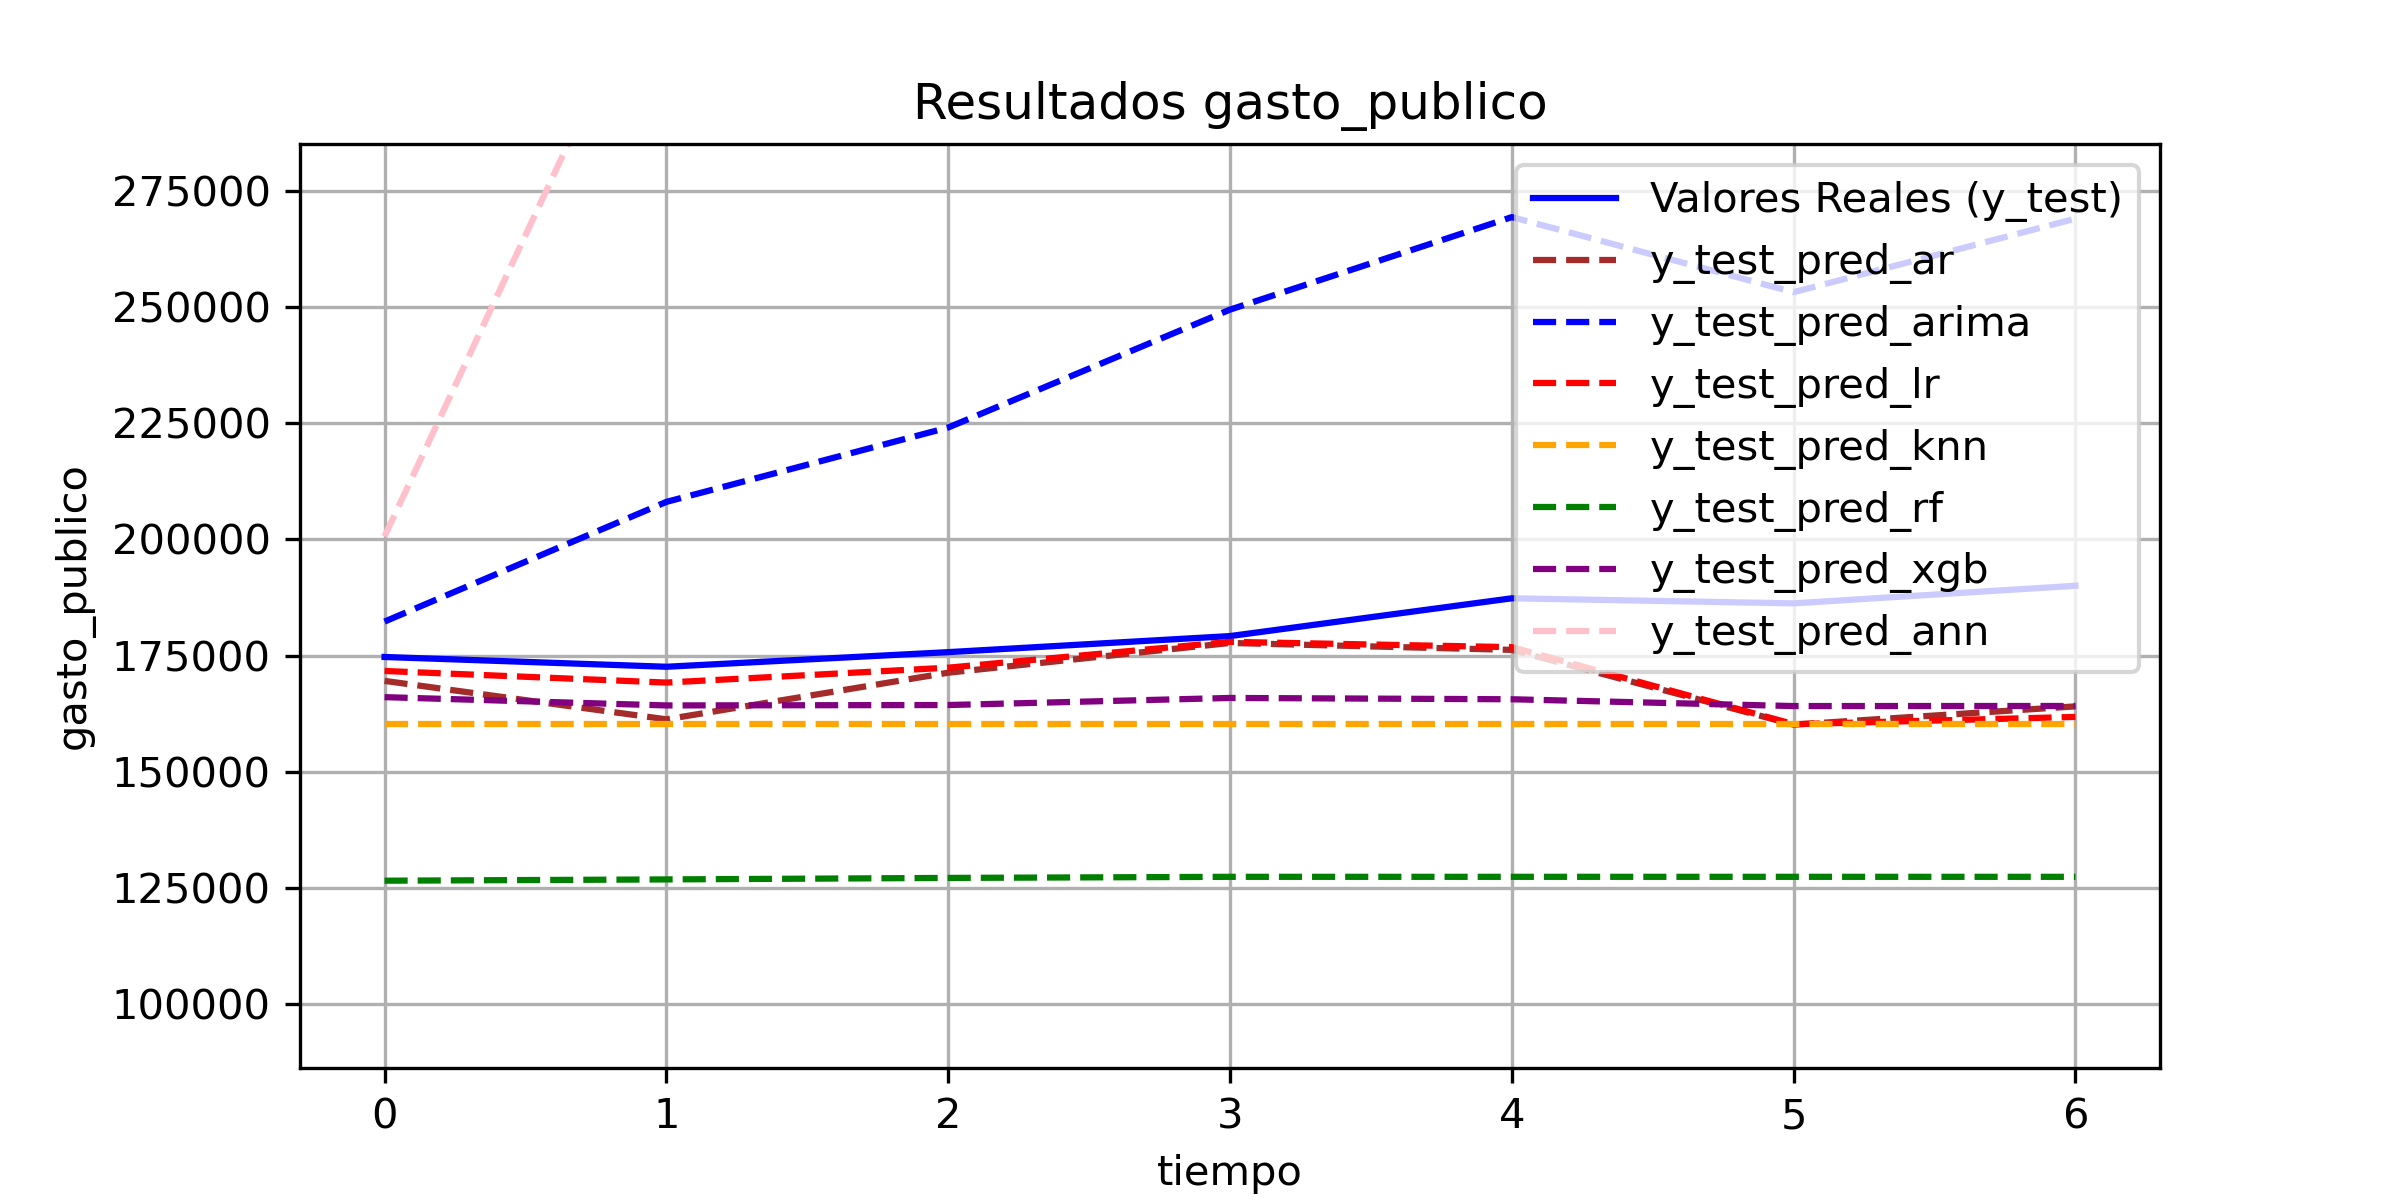 Resultados gasto_publico
gasto_publico
275000
250000
225000
200000
175000
150000
125000
100000
Valores Reales (y_test)
y_test_pred_ar
y_test_pred_arima
y_test_pred_lr
y_test_pred_knn
y_test_pred_rf
y_test_pred_xgb
y_test_pred_ann
0 1 2 3 4 5 6
tiempo